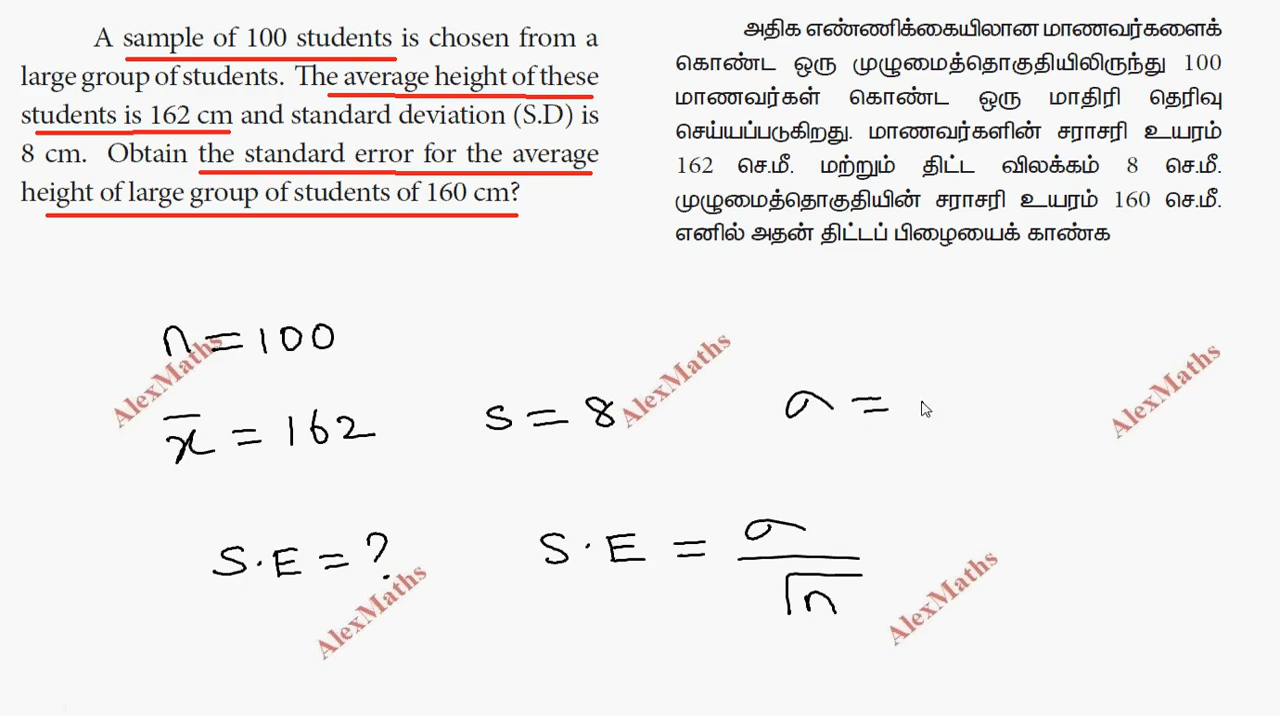 A sample of 100 students is chosen from a
large group of students. The average height of these
students is 162 cm and standard deviation (S.D) is
8 cm. Obtain the standard error for the average
height of large group of students of 160 cm?
அதிக எண்ணிக்கையிலான மாணவர்களைக்
கொண்ட ஒரு முழுமைத்தொகுதியிலிருந்து 100
மாணவர்கள் கொண்ட ஒரு மாதிரி தெரிவு
செய்யப்படுகிறது. மாணவர்களின் சராசரி உயரம்
162 செ.மீ. மற்றும் திட்ட விலக்கம் 8 செ.மீ.
முழுமைத்தொகுதியின் சராசரி உயரம் 160 செ.மீ.
எனில் அதன் திட்டப் பிழையைக் காண்க
n = 100
x̄ = 162 s = 8 σ =
S.E = ? S.E = σ / √n
AlexMaths
AlexMaths
AlexMaths
AlexMaths
AlexMaths